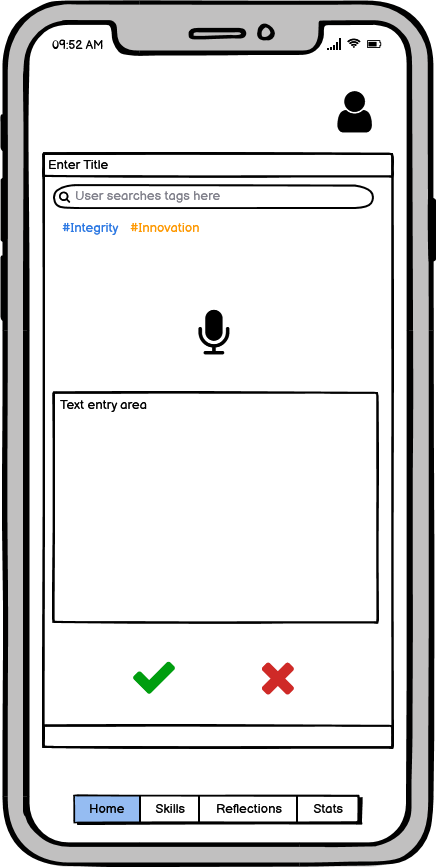 09:52 AM
Enter Title
User searches tags here
#Integrity #Innovation
Text entry area
Home Skills Reflections Stats